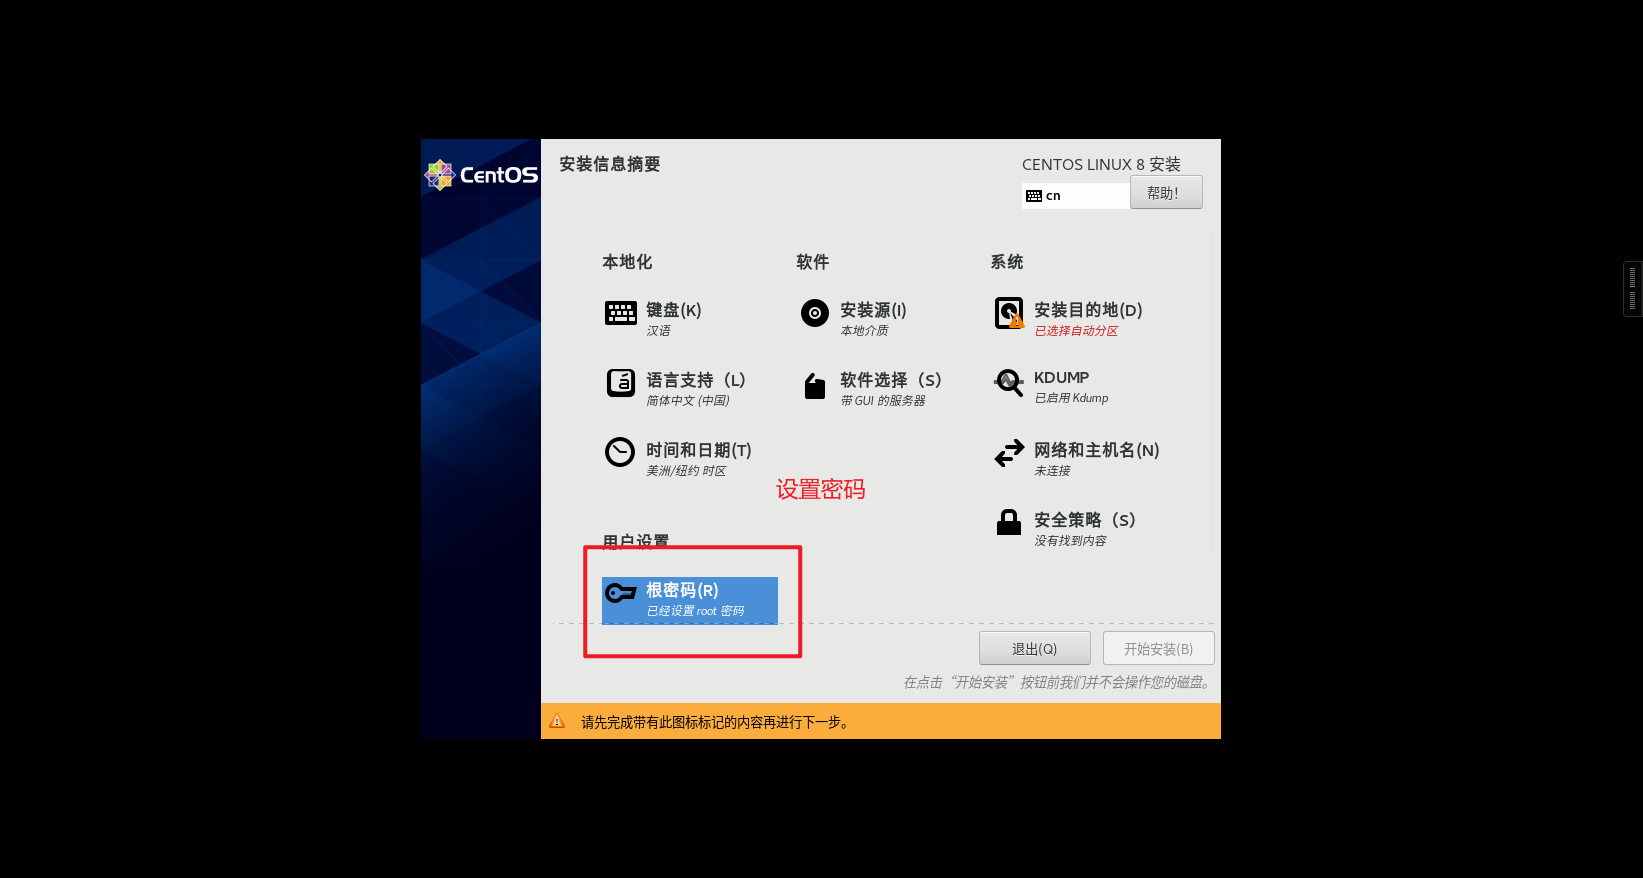 CentOS
安装信息摘要
CENTOS LINUX 8 安装
cn
帮助！
本地化
软件
系统
键盘(K)
汉语
安装源(I)
本地介质
安装目的地(D)
已选择自动分区
语言支持（L）
简体中文 (中国)
软件选择（S）
带 GUI 的服务器
KDUMP
已启用 Kdump
时间和日期(T)
美洲/纽约 时区
网络和主机名(N)
未连接
设置密码
安全策略（S）
没有找到内容
用户设置
根密码(R)
已经设置 root 密码
退出(Q)
开始安装(B)
在点击“开始安装”按钮前我们并不会操作您的磁盘。
请先完成带有此图标标记的内容再进行下一步。